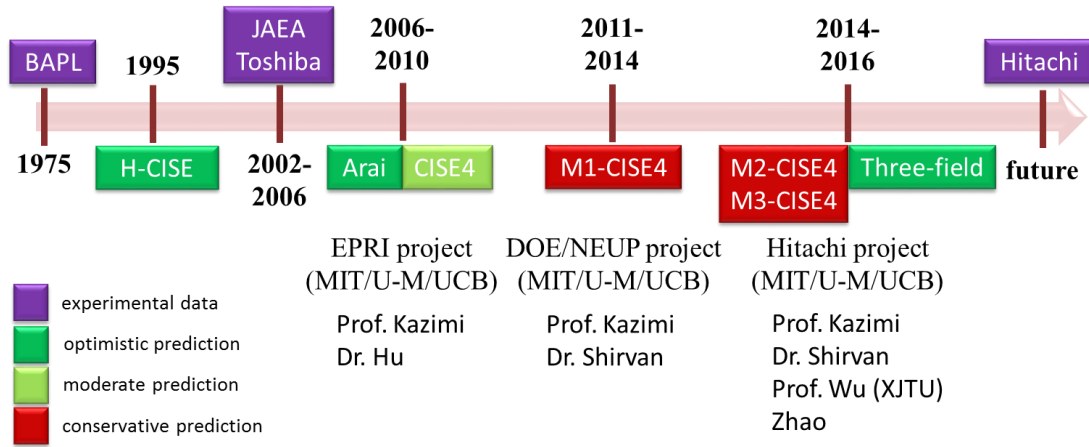 BAPL
1995
JAEA
Toshiba
2006-
2010
2011-
2014
2014-
2016
Hitachi
1975
H-CISE
2002-
2006
Arai
CISE4
M1-CISE4
M2-CISE4
M3-CISE4
Three-field
future
EPRI project
(MIT/U-M/UCB)
Prof. Kazimi
Dr. Hu
DOE/NEUP project
(MIT/U-M/UCB)
Prof. Kazimi
Dr. Shirvan
Hitachi project
(MIT/U-M/UCB)
Prof. Kazimi
Dr. Shirvan
Prof. Wu (XJTU)
Zhao
experimental data
optimistic prediction
moderate prediction
conservative prediction